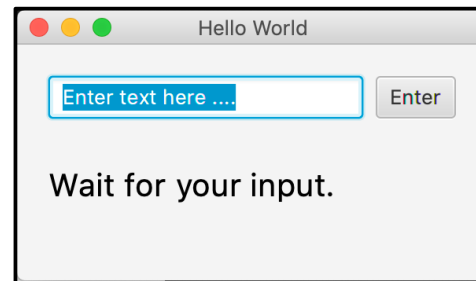 Hello World
Enter text here ....
Enter
Wait for your input.